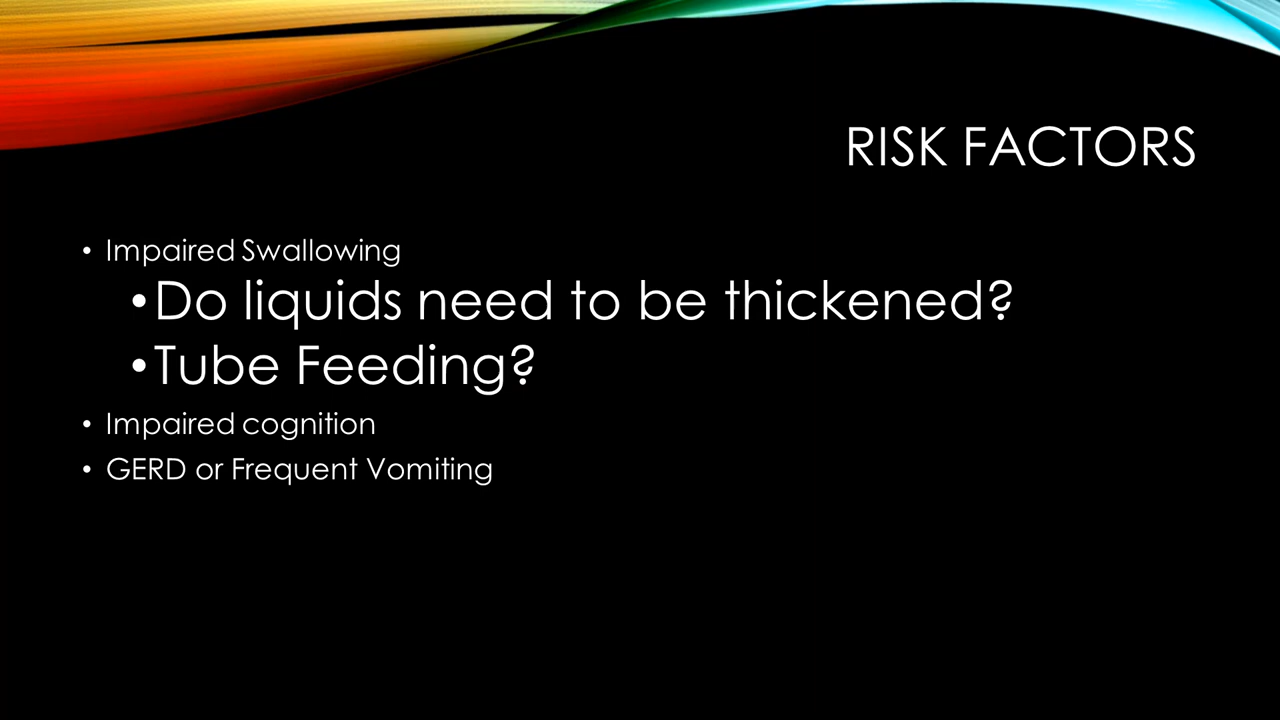 RISK FACTORS
• Impaired Swallowing
• Do liquids need to be thickened?
• Tube Feeding?
• Impaired cognition
• GERD or Frequent Vomiting